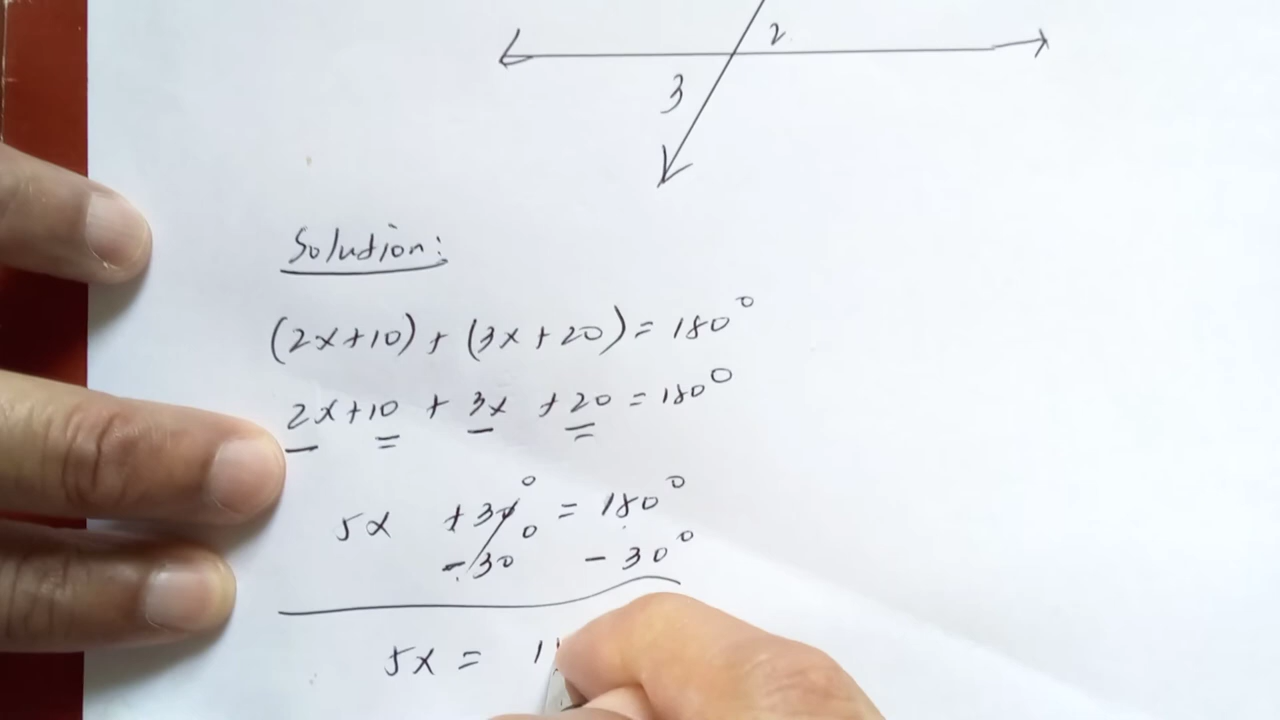 2
3
Solution:
(2x+10)+(3x+20)=180°
2x+10 + 3x +20 =180°
5x +30° = 180°
-30° -30°
5x = 1